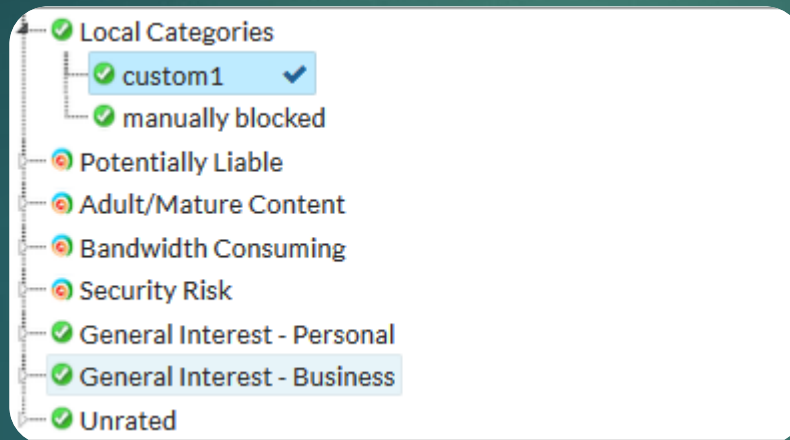 Local Categories
custom1
manually blocked
Potentially Liable
Adult/Mature Content
Bandwidth Consuming
Security Risk
General Interest - Personal
General Interest - Business
Unrated